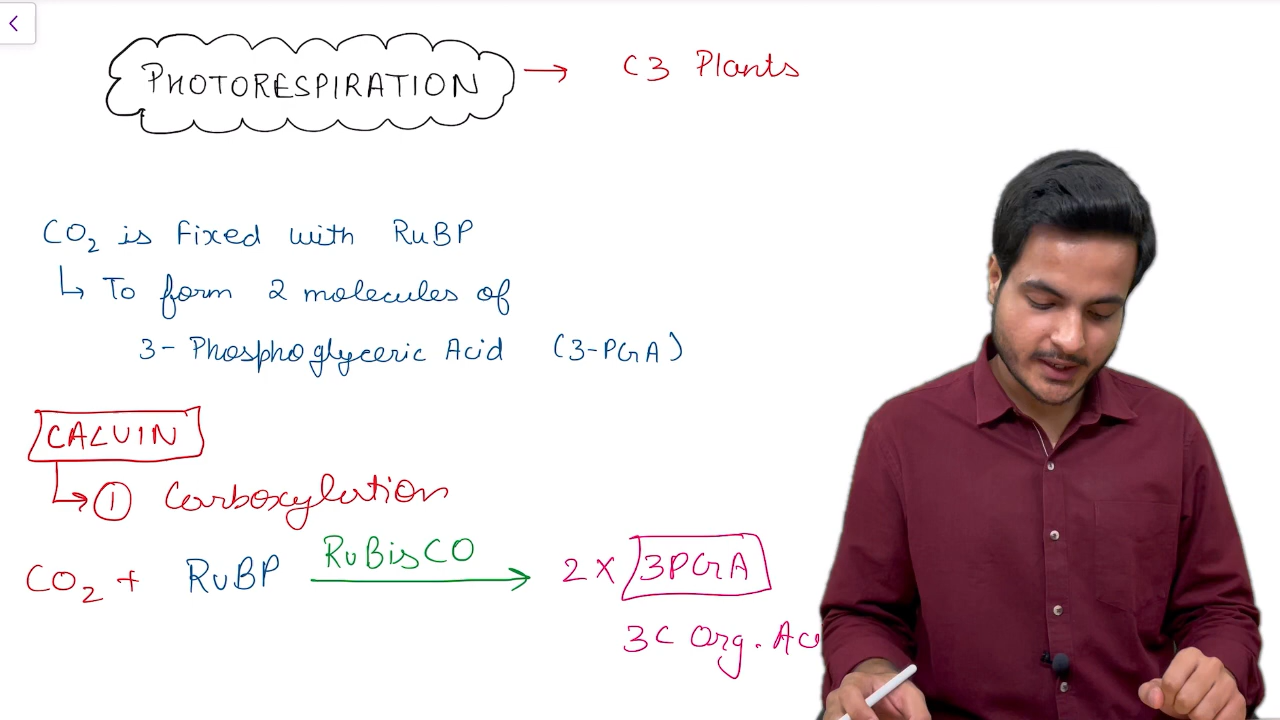 PHOTORESPIRATION → C3 Plants
CO₂ is Fixed with RuBP
↳ To form 2 molecules of
3- Phosphoglyceric Acid (3-PGA)
CALVIN
↳ ① Carboxylation
CO₂ + RuBP RuBisCO → 2 X 3PGA
3C Org.